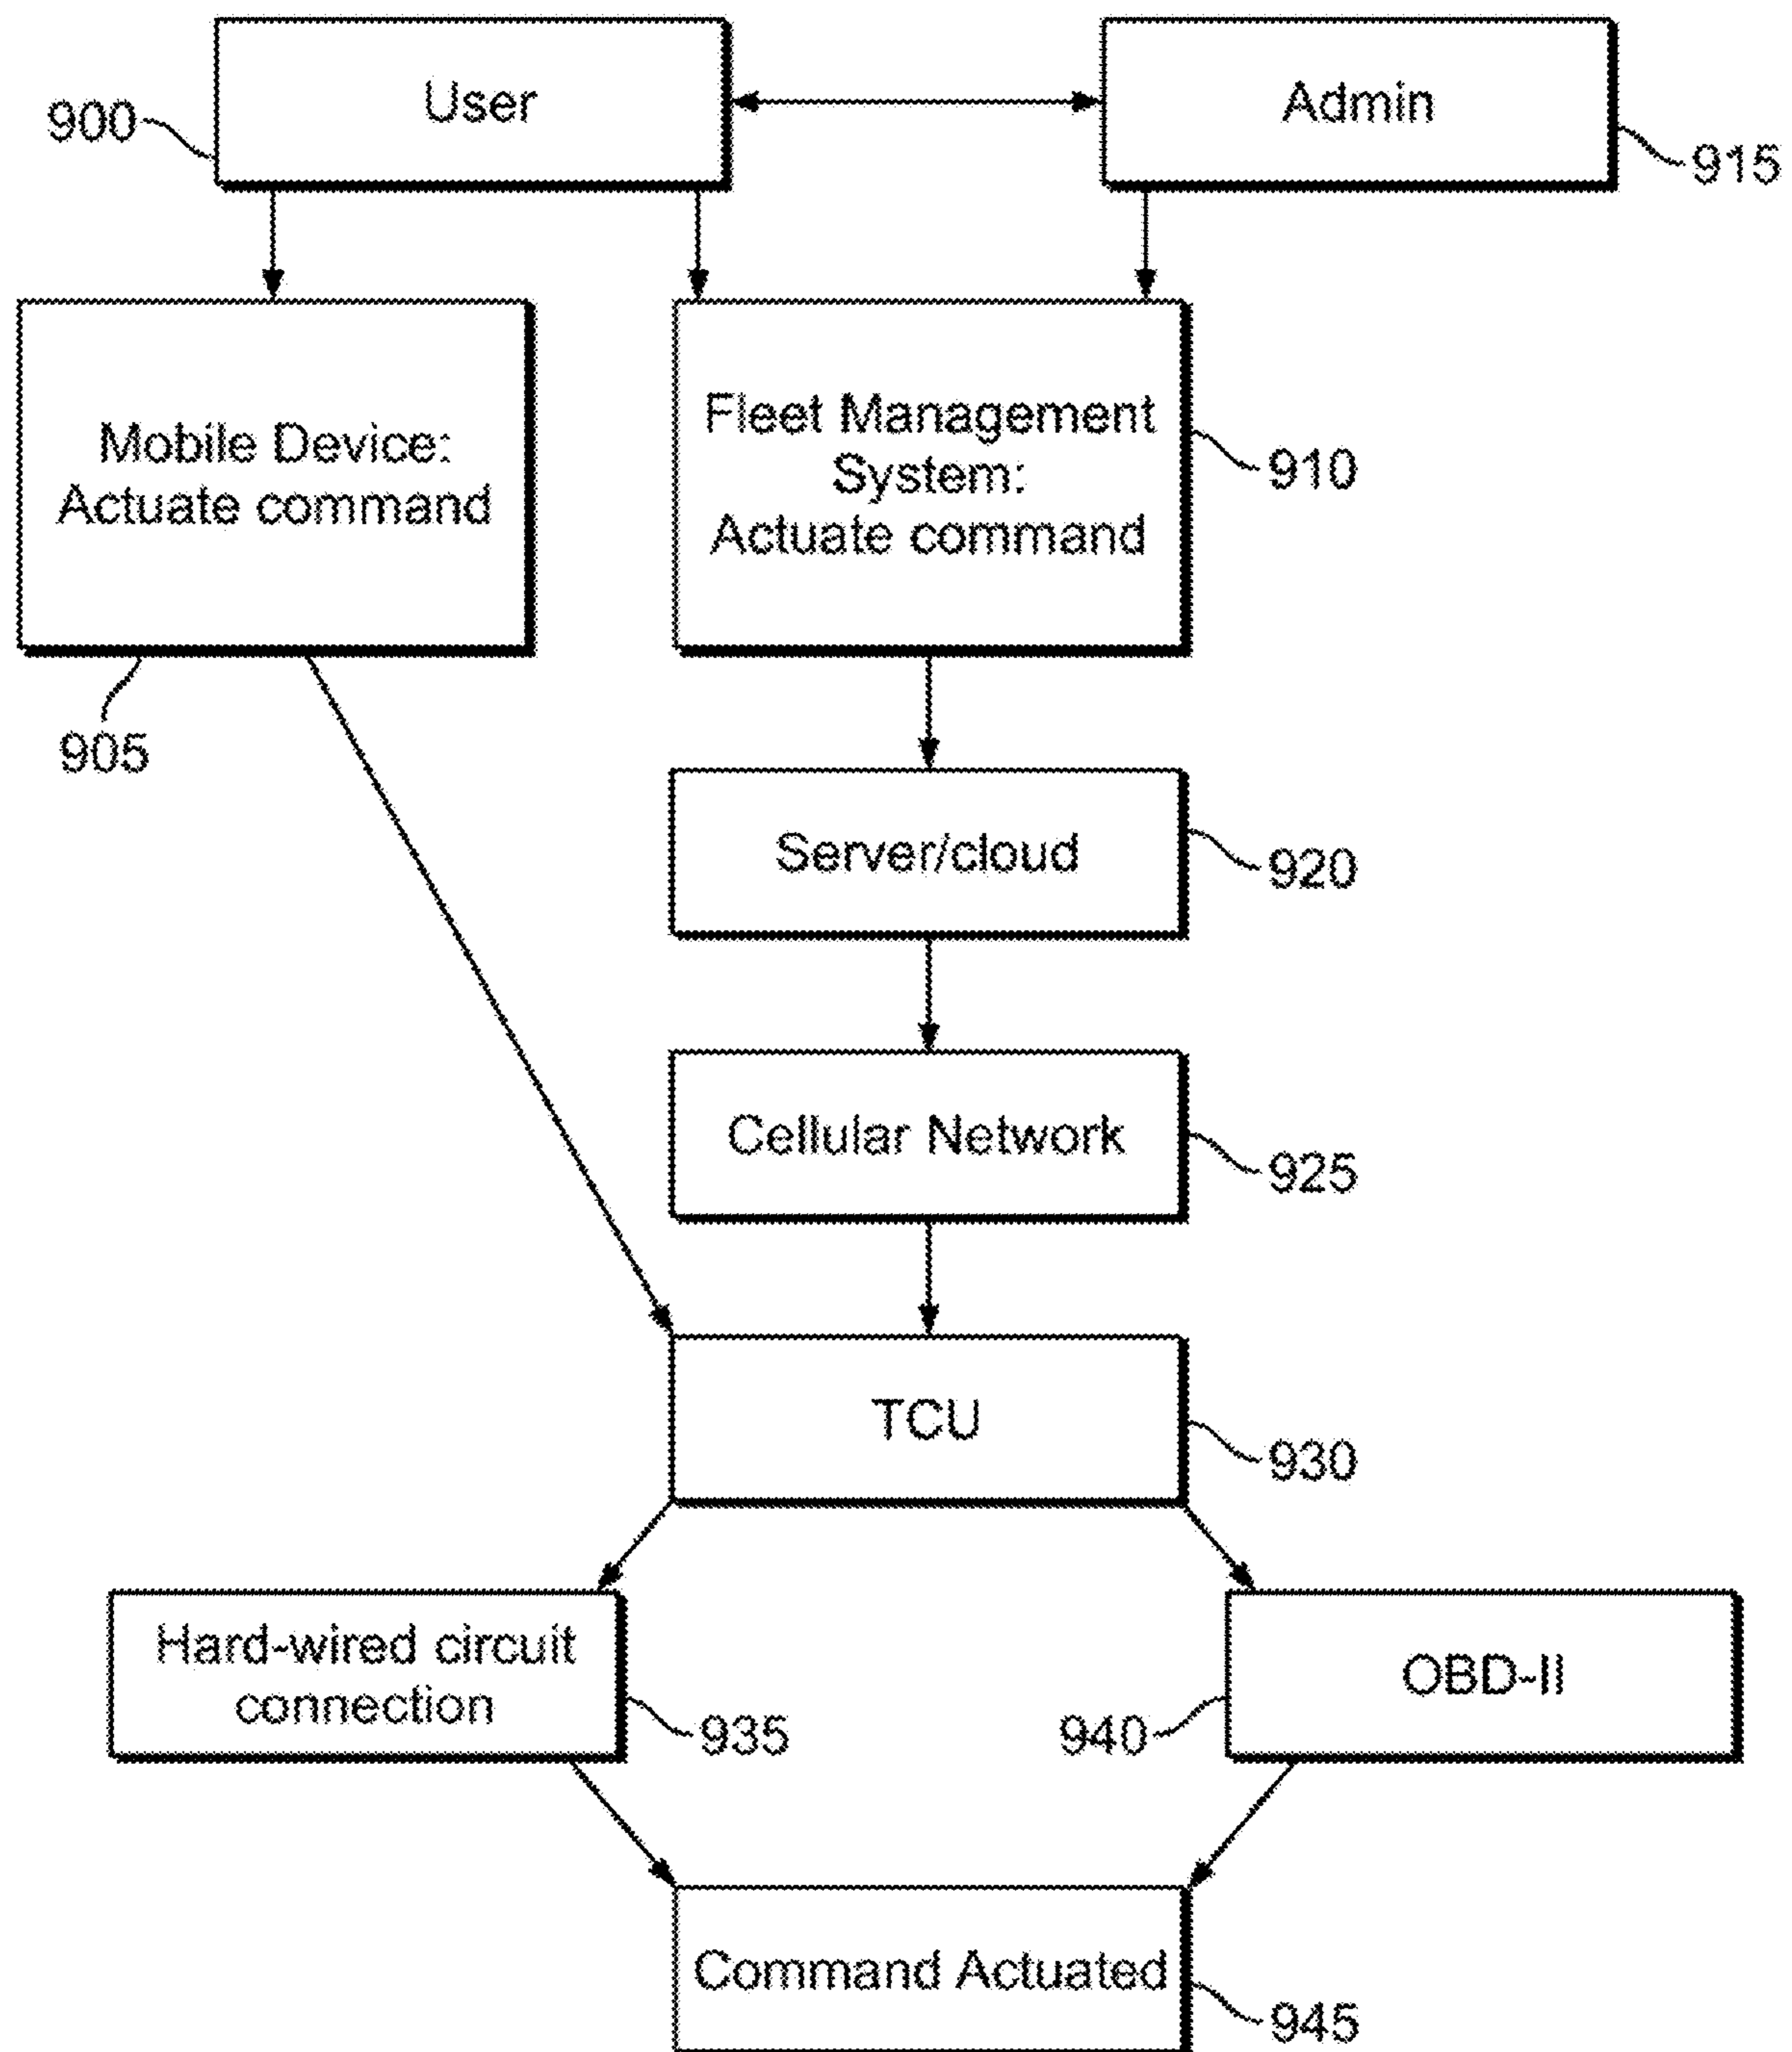 User
Admin
900
915
Mobile Device:
Actuate command
Fleet Management
System:
Actuate command
910
905
Server/cloud
920
Cellular Network
925
TCU
930
Hard-wired circuit
connection
935
OBD-II
940
Command Actuated
945